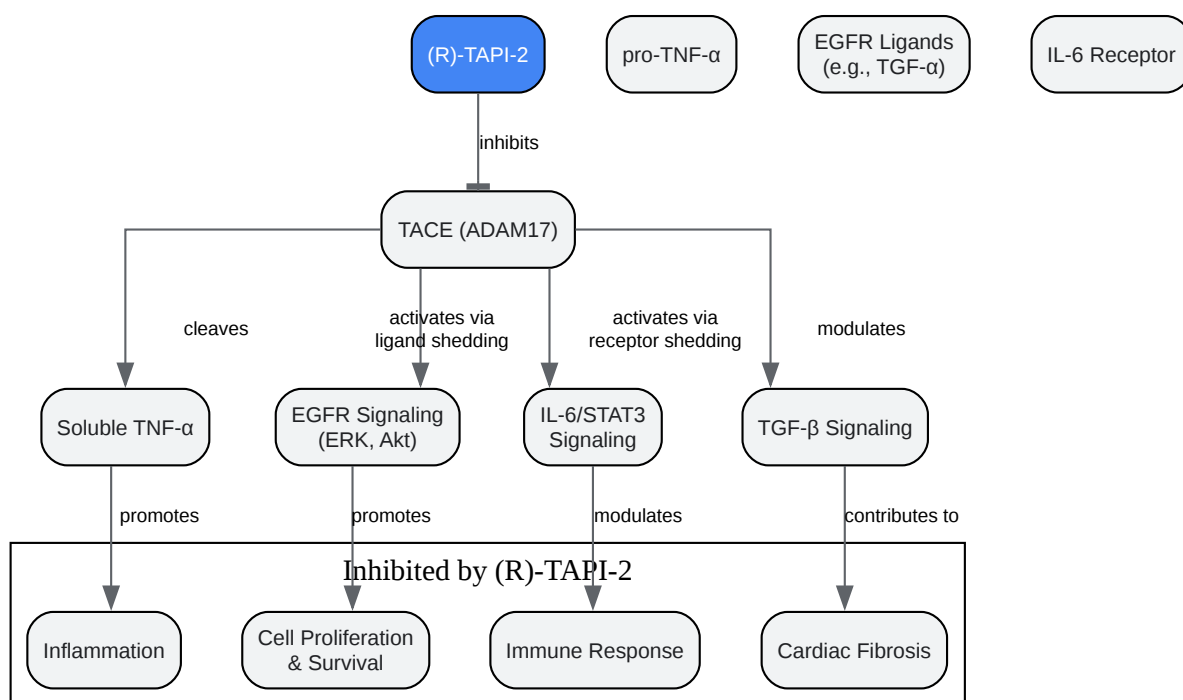 (R)-TAPI-2
pro-TNF-α
EGFR Ligands
(e.g., TGF-α)
IL-6 Receptor
inhibits
TACE (ADAM17)
cleaves
activates via
ligand shedding
activates via
receptor shedding
modulates
Soluble TNF-α
EGFR Signaling
(ERK, Akt)
IL-6/STAT3
Signaling
TGF-β Signaling
promotes
promotes
modulates
contributes to
Inhibited by (R)-TAPI-2
Inflammation
Cell Proliferation
& Survival
Immune Response
Cardiac Fibrosis